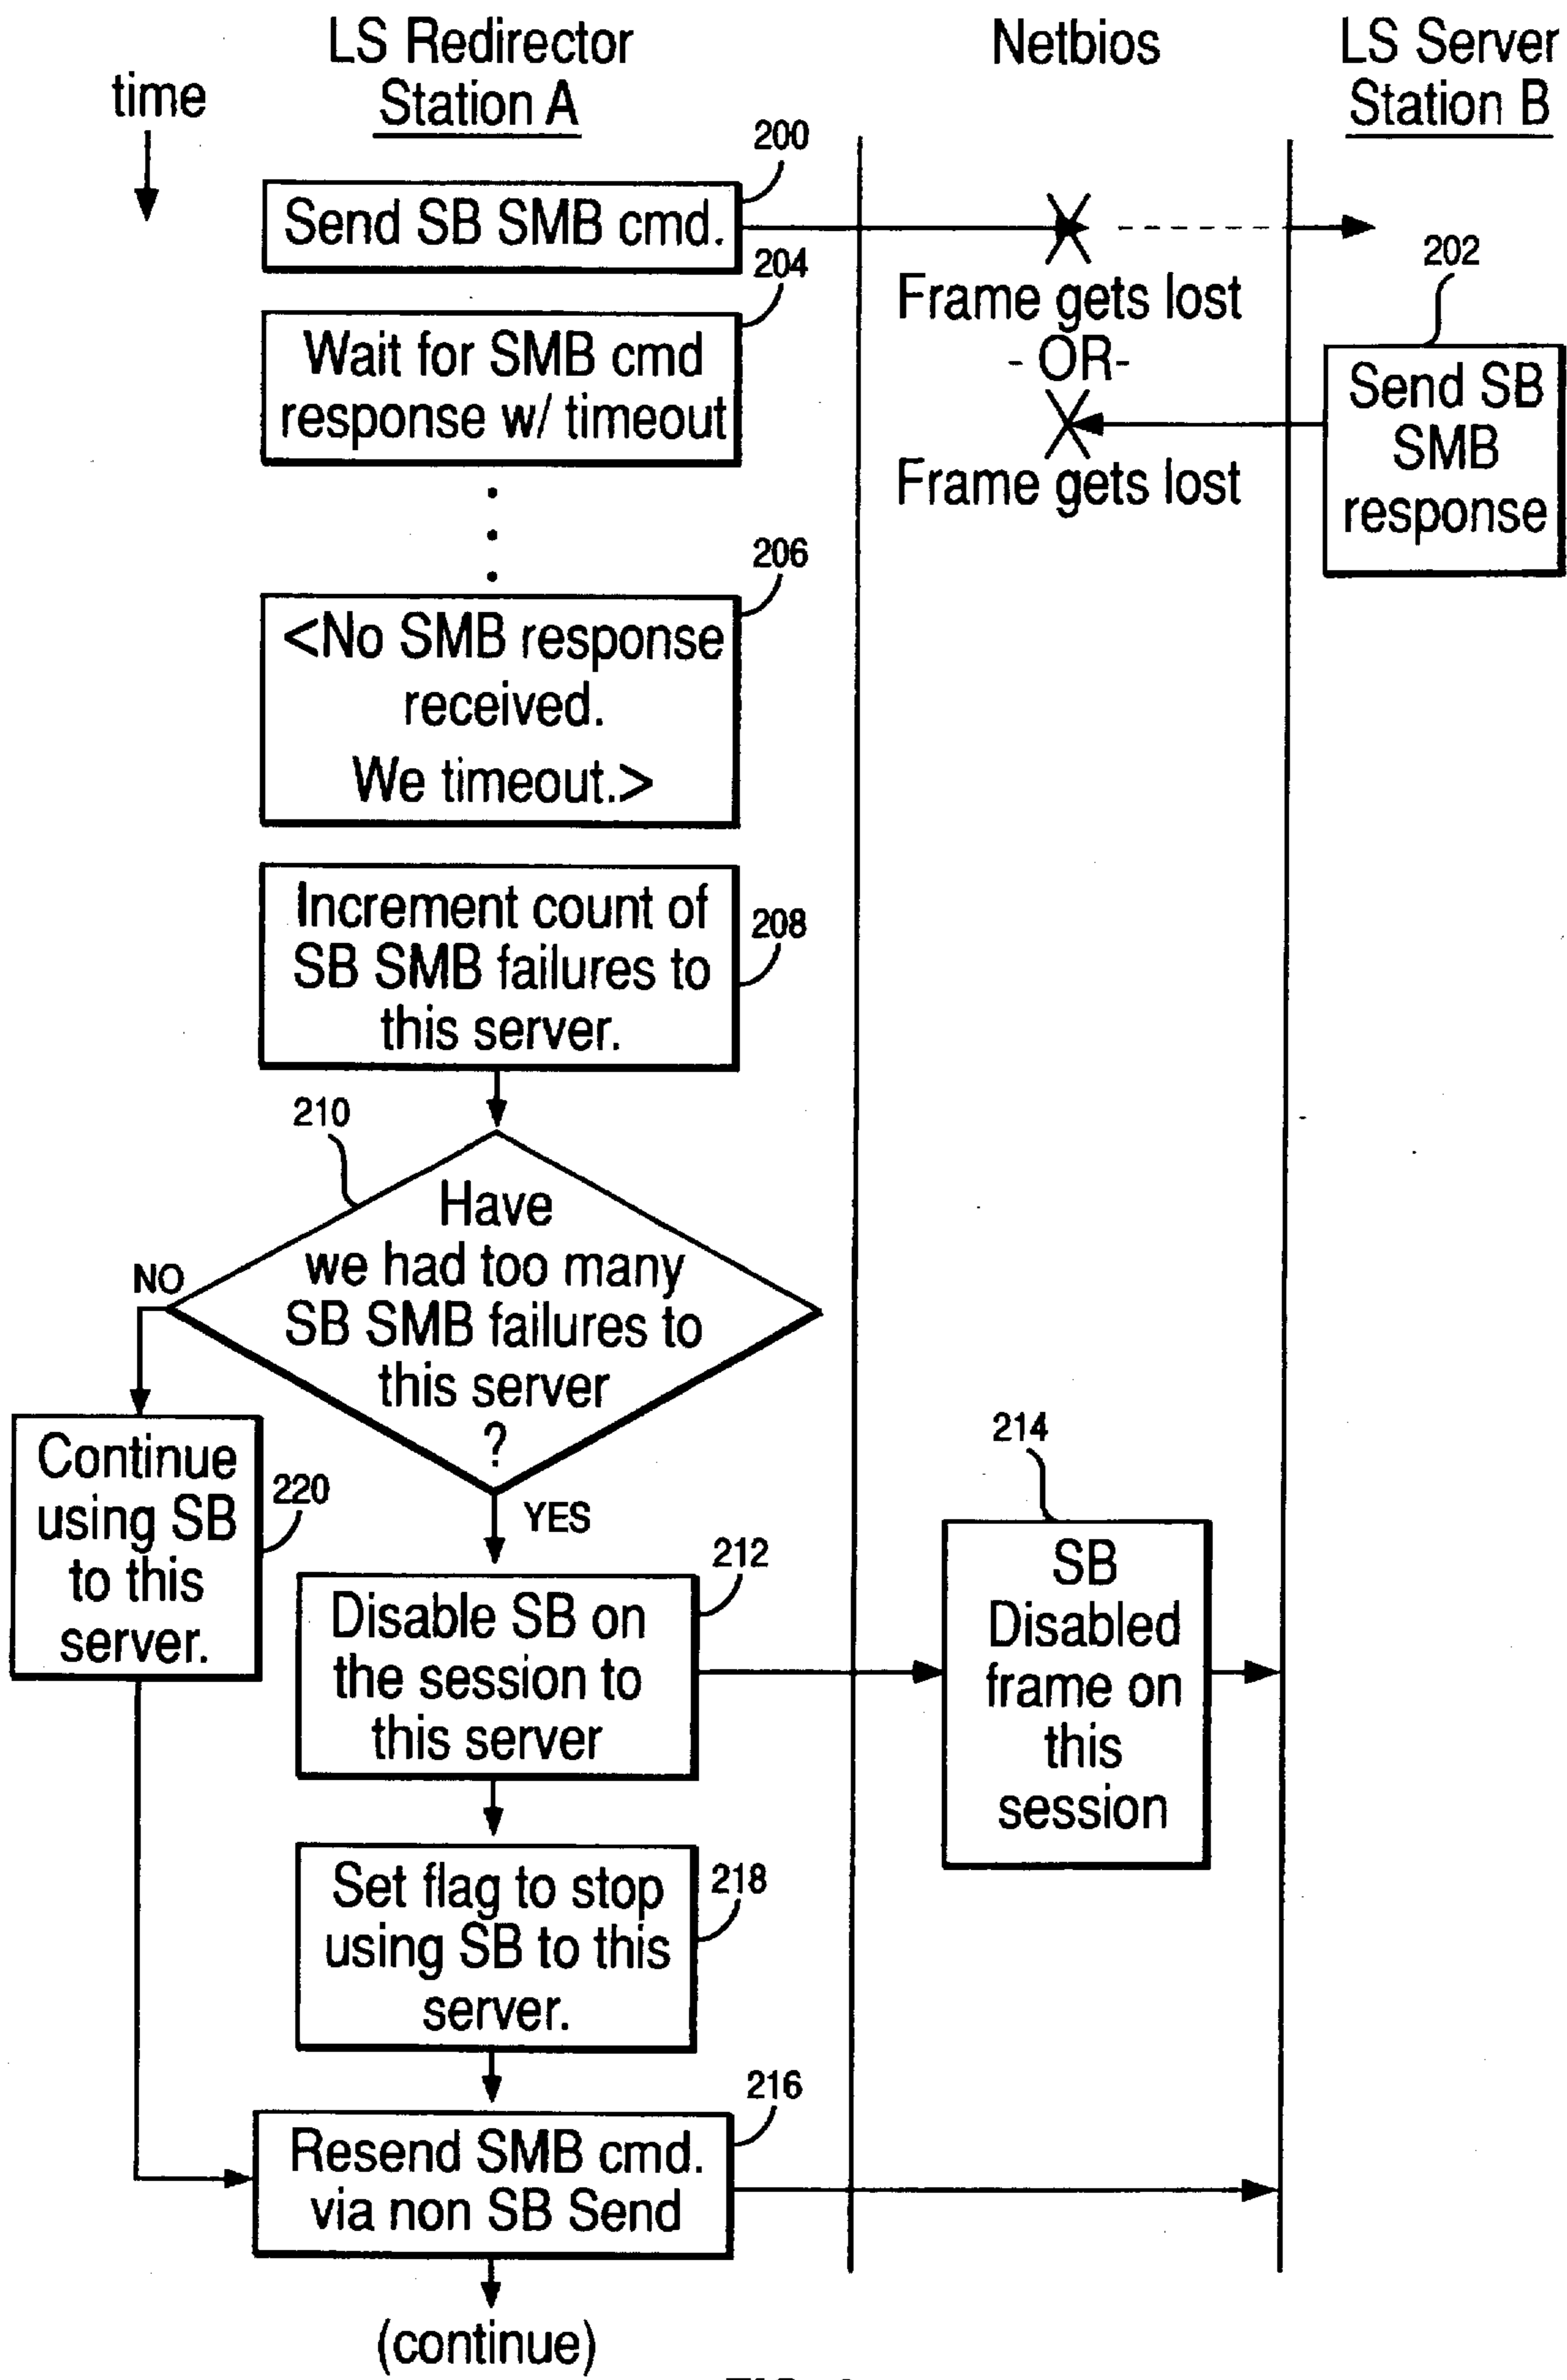 time
LS Redirector
Station A
Netbios
LS Server
Station B
200
Send SB SMB cmd.
204
Wait for SMB cmd
response w/ timeout
Frame gets lost
- OR-
Frame gets lost
202
Send SB
SMB
response
206
<No SMB response
received.
We timeout.>
208
Increment count of
SB SMB failures to
this server.
210
Have
we had too many
SB SMB failures to
this server
?
NO
YES
220
Continue
using SB
to this
server.
212
Disable SB on
the session to
this server
214
SB
Disabled
frame on
this
session
218
Set flag to stop
using SB to this
server.
216
Resend SMB cmd.
via non SB Send
(continue)